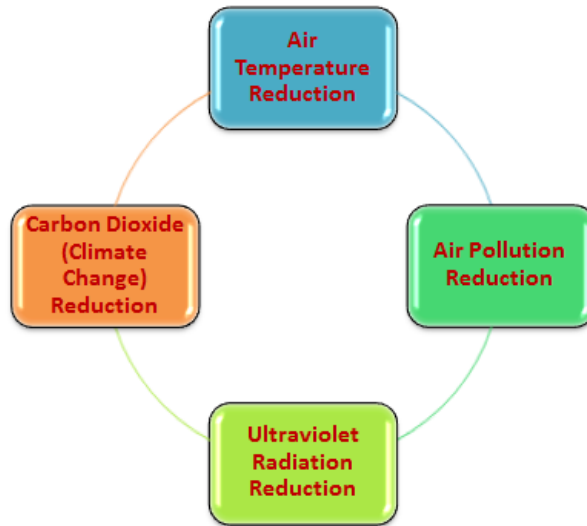 Air
Temperature
Reduction
Carbon Dioxide
(Climate
Change)
Reduction
Air Pollution
Reduction
Ultraviolet
Radiation
Reduction